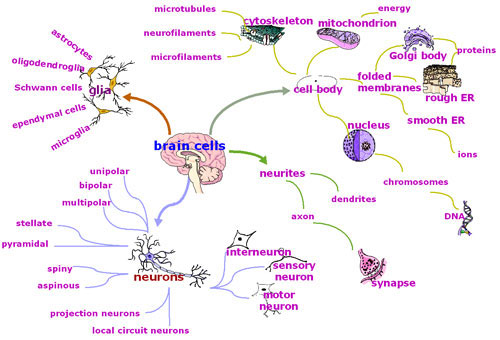 microtubules
neurofilaments
microfilaments
cytoskeleton
energy
mitochondrion
Golgi body
proteins
folded
membranes
rough ER
smooth ER
ions
cell body
nucleus
chromosomes
DNA
astrocytes
oligodendroglia
Schwann cells
ependymal cells
microglia
glia
brain cells
neurites
dendrites
axon
synapse
unipolar
bipolar
multipolar
stellate
pyramidal
spiny
aspinous
projection neurons
local circuit neurons
neurons
interneuron
sensory
neuron
motor
neuron